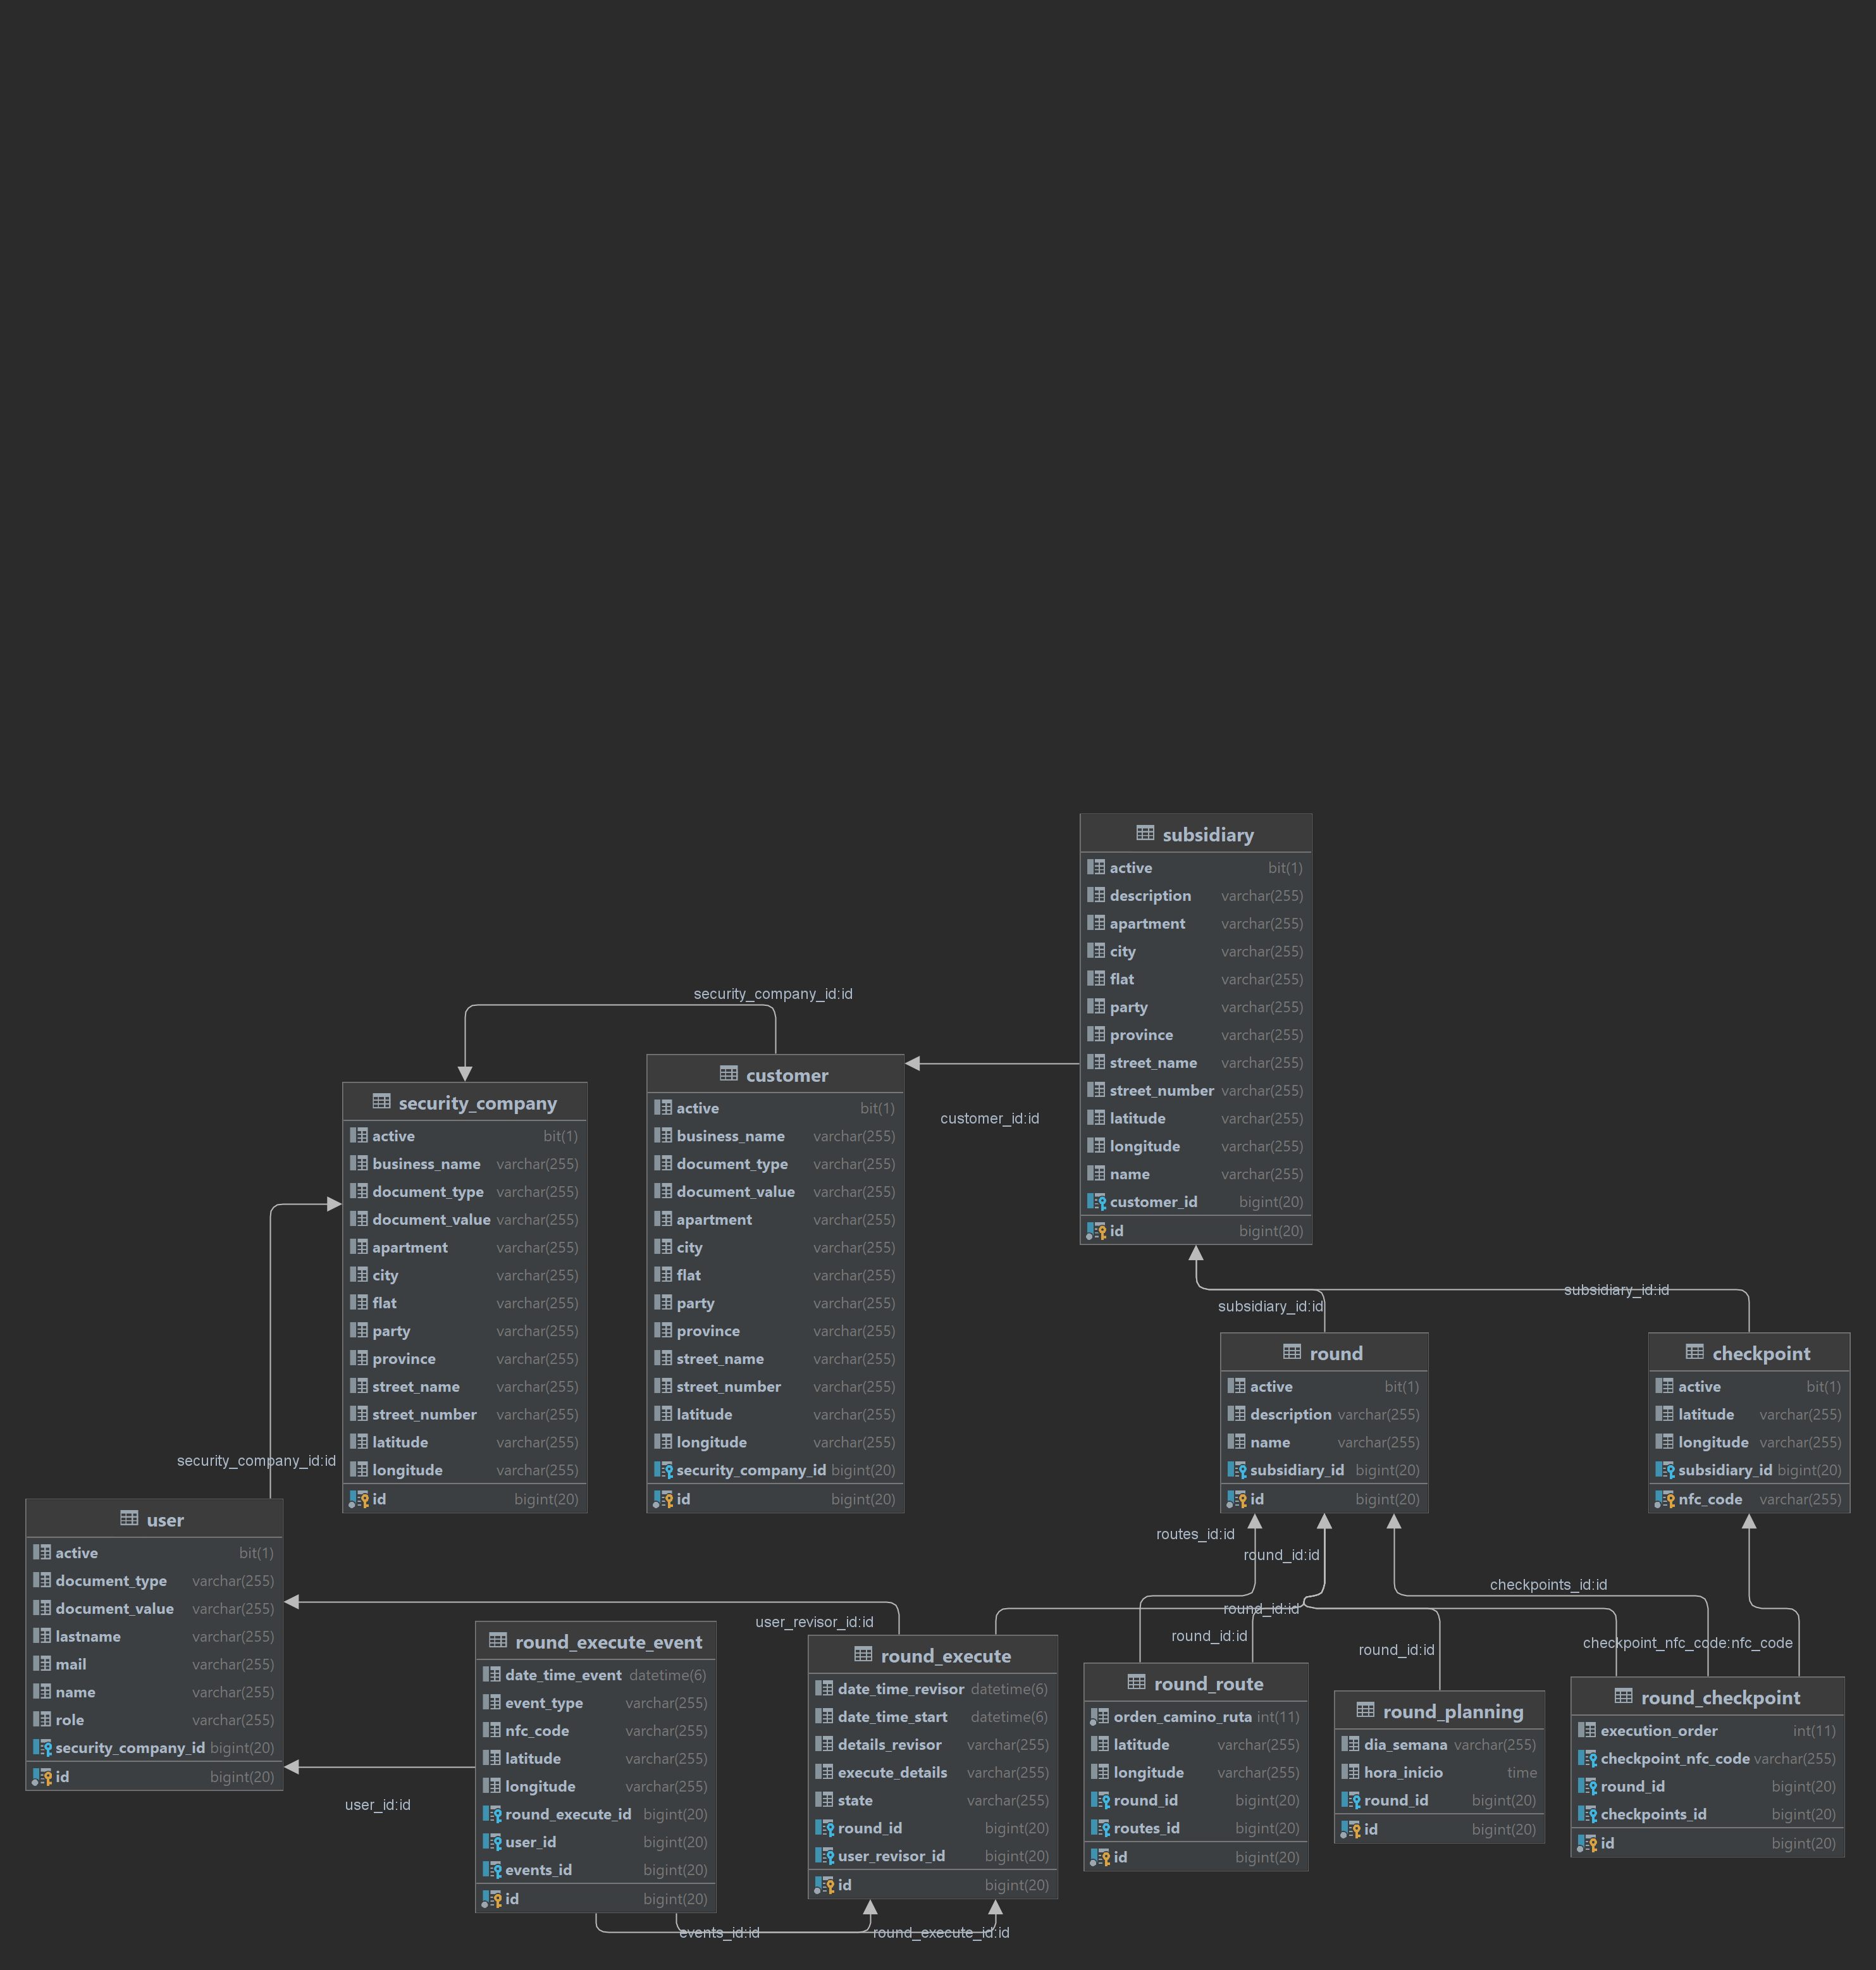 subsidiary
active bit(1)
description varchar(255)
apartment varchar(255)
city varchar(255)
flat varchar(255)
party varchar(255)
province varchar(255)
street_name varchar(255)
street_number varchar(255)
latitude varchar(255)
longitude varchar(255)
name varchar(255)
customer_id bigint(20)
id bigint(20)
security_company_id:id
customer_id:id
customer
active bit(1)
business_name varchar(255)
document_type varchar(255)
document_value varchar(255)
apartment varchar(255)
city varchar(255)
flat varchar(255)
party varchar(255)
province varchar(255)
street_name varchar(255)
street_number varchar(255)
latitude varchar(255)
longitude varchar(255)
security_company_id bigint(20)
id bigint(20)
security_company
active bit(1)
business_name varchar(255)
document_type varchar(255)
document_value varchar(255)
apartment varchar(255)
city varchar(255)
flat varchar(255)
party varchar(255)
province varchar(255)
street_name varchar(255)
street_number varchar(255)
latitude varchar(255)
longitude varchar(255)
id bigint(20)
subsidiary_id:id
subsidiary_id:id
round
active bit(1)
description varchar(255)
name varchar(255)
subsidiary_id bigint(20)
id bigint(20)
checkpoint
active bit(1)
latitude varchar(255)
longitude varchar(255)
subsidiary_id bigint(20)
nfc_code varchar(255)
security_company_id:id
user
active bit(1)
document_type varchar(255)
document_value varchar(255)
lastname varchar(255)
mail varchar(255)
name varchar(255)
role varchar(255)
security_company_id bigint(20)
id bigint(20)
routes_id:id
round_id:id
checkpoints_id:id
round_id:id
user_revisor_id:id
round_id:id
round_id:id
checkpoint_nfc_code:nfc_code
user_id:id
round_execute_event
date_time_event datetime(6)
event_type varchar(255)
nfc_code varchar(255)
latitude varchar(255)
longitude varchar(255)
round_execute_id bigint(20)
user_id bigint(20)
events_id bigint(20)
id bigint(20)
round_execute
date_time_revisor datetime(6)
date_time_start datetime(6)
details_revisor varchar(255)
execute_details varchar(255)
state varchar(255)
round_id bigint(20)
user_revisor_id bigint(20)
id bigint(20)
round_route
orden_camino_ruta int(11)
latitude varchar(255)
longitude varchar(255)
round_id bigint(20)
routes_id bigint(20)
id bigint(20)
round_planning
dia_semana varchar(255)
hora_inicio time
round_id bigint(20)
id bigint(20)
round_checkpoint
execution_order int(11)
checkpoint_nfc_code varchar(255)
round_id bigint(20)
checkpoints_id bigint(20)
id bigint(20)
events_id:id
round_execute_id:id